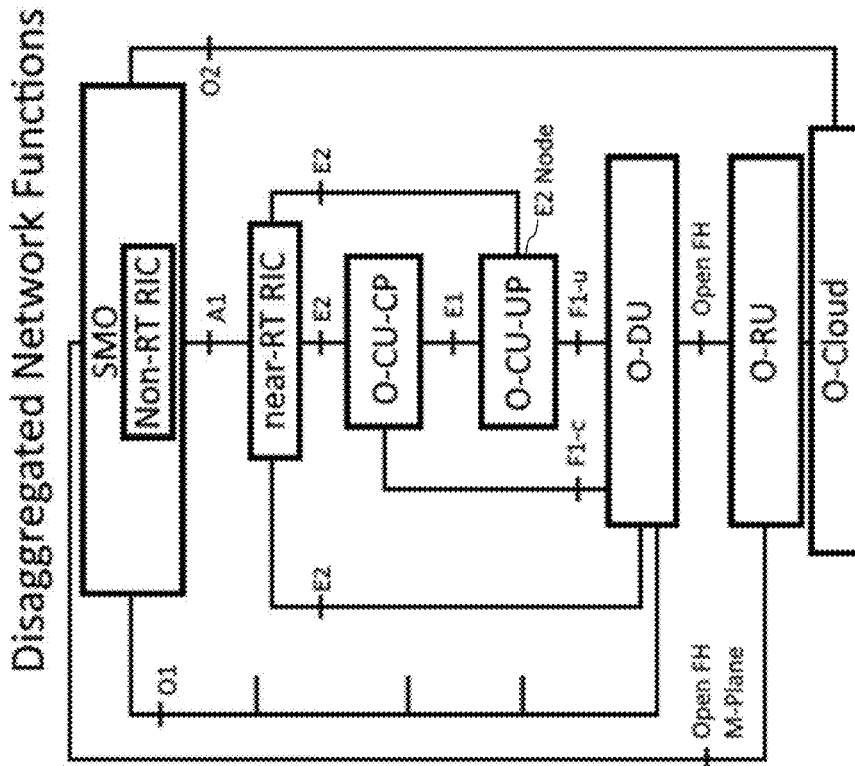 Disaggregated Network Functions
SMO
Non-RT RIC
O2
A1
O1
near-RT RIC
E2
E2
E2
O-CU-CP
E1
O-CU-UP
E2 Node
F1-u
F1-c
O-DU
Open FH
Open FH
M-Plane
O-RU
O-Cloud